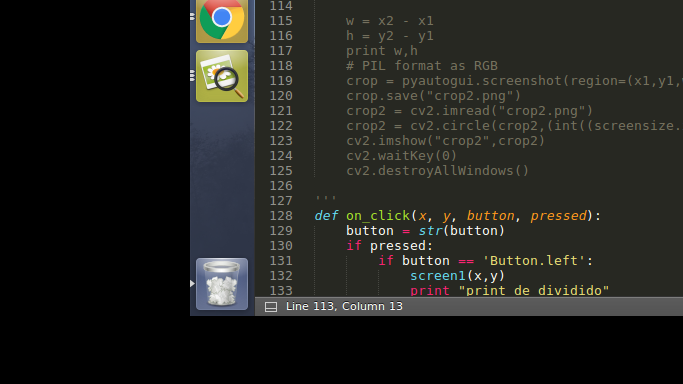 114
115 w = x2 - x1
116 h = y2 - y1
117 print w,h
118 # PIL format as RGB
119 crop = pyautogui.screenshot(region=(x1,y1,
120 crop.save("crop2.png")
121 crop2 = cv2.imread("crop2.png")
122 crop2 = cv2.circle(crop2,(int((screensize.
123 cv2.imshow("crop2",crop2)
124 cv2.waitKey(0)
125 cv2.destroyAllWindows()
126
127 '''
128 def on_click(x, y, button, pressed):
129 button = str(button)
130 if pressed:
131 if button == 'Button.left':
132 screen1(x,y)
133 print "print de dividido"
Line 113, Column 13